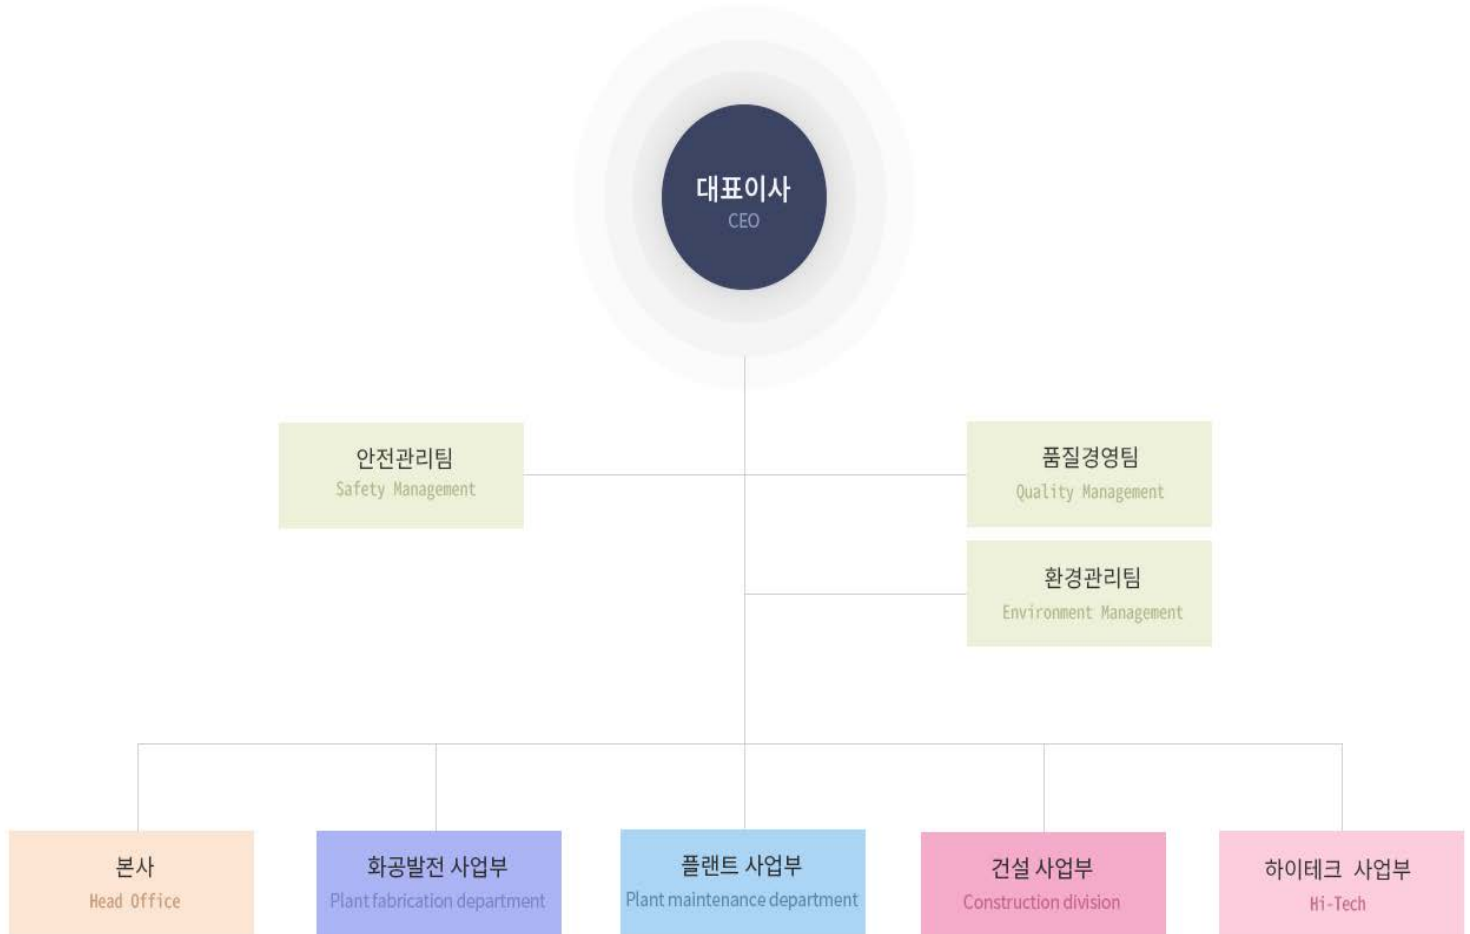 대표이사
CEO
안전관리팀
Safety Management
품질경영팀
Quality Management
환경관리팀
Environment Management
본사
Head Office
화공발전 사업부
Plant fabrication department
플랜트 사업부
Plant maintenance department
건설 사업부
Construction division
하이테크 사업부
Hi-Tech